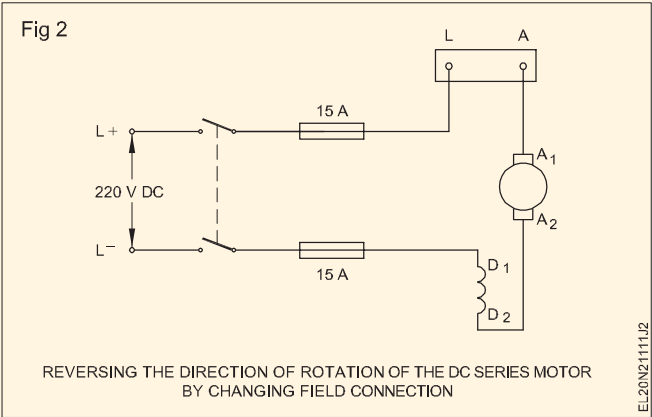 Fig 2
L A
15 A
L +
A1
220 V DC
A2
L–
D1
15 A
D2
REVERSING THE DIRECTION OF ROTATION OF THE DC SERIES MOTOR
BY CHANGING FIELD CONNECTION
EL20N21111J2